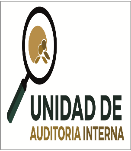 UNIDAD DE
AUDITORIA INTERNA